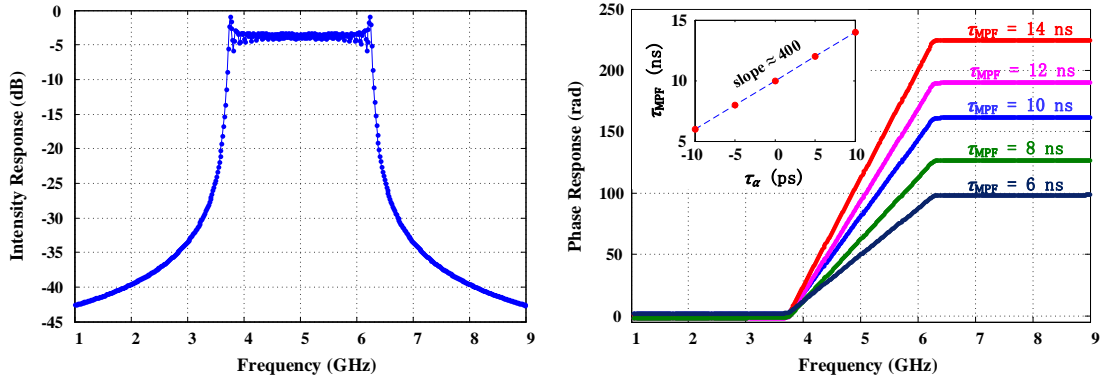 0
-5
-10
-15
-20
-25
-30
-35
-40
-45
1 2 3 4 5 6 7 8 9
Intensity Response (dB)
Frequency (GHz)
250
200
150
100
50
0
1 2 3 4 5 6 7 8 9
Phase Response (rad)
Frequency (GHz)
τMPF = 14 ns
τMPF = 12 ns
τMPF = 10 ns
τMPF = 8 ns
τMPF = 6 ns
15
10
5
-10 -5 0 5 10
τMPF (ns)
τα (ps)
slope ≈ 400